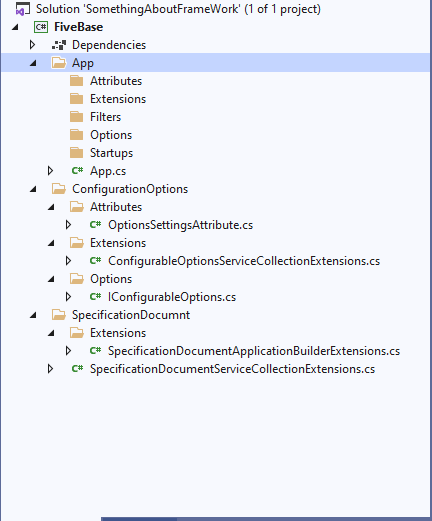 Solution 'SomethingAboutFrameWork' (1 of 1 project)
C# FiveBase
Dependencies
App
Attributes
Extensions
Filters
Options
Startups
C# App.cs
ConfigurationOptions
Attributes
C# OptionsSettingsAttribute.cs
Extensions
C# ConfigurableOptionsServiceCollectionExtensions.cs
Options
C# IConfigurableOptions.cs
SpecificationDocumnt
Extensions
C# SpecificationDocumentApplicationBuilderExtensions.cs
C# SpecificationDocumentServiceCollectionExtensions.cs